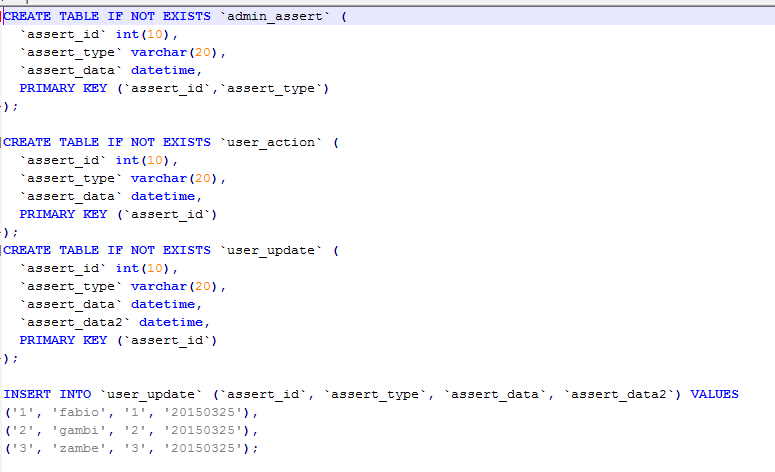 CREATE TABLE IF NOT EXISTS `admin_assert` (
`assert_id` int(10),
`assert_type` varchar(20),
`assert_data` datetime,
PRIMARY KEY (`assert_id`,`assert_type`)
);
CREATE TABLE IF NOT EXISTS `user_action` (
`assert_id` int(10),
`assert_type` varchar(20),
`assert_data` datetime,
PRIMARY KEY (`assert_id`)
);
CREATE TABLE IF NOT EXISTS `user_update` (
`assert_id` int(10),
`assert_type` varchar(20),
`assert_data` datetime,
`assert_data2` datetime,
PRIMARY KEY (`assert_id`)
);
INSERT INTO `user_update` (`assert_id`, `assert_type`, `assert_data`, `assert_data2`) VALUES
('1', 'fabio', '1', '20150325'),
('2', 'gambi', '2', '20150325'),
('3', 'zambe', '3', '20150325');